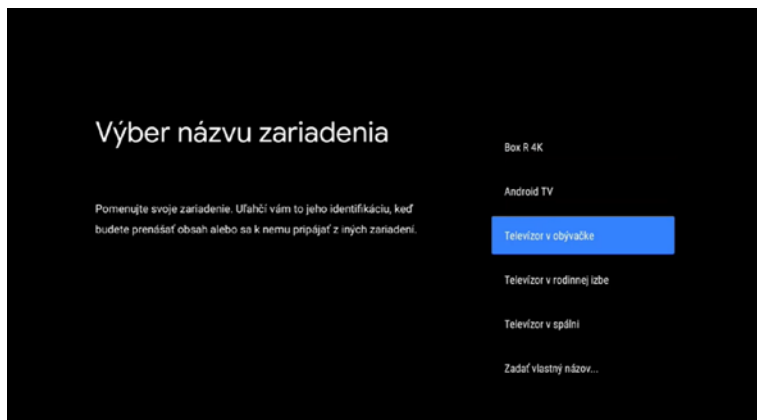 Výber názvu zariadenia
Pomenujte svoje zariadenie. Uľahčí vám to jeho identifikáciu, keď
budete prenášať obsah alebo sa k nemu pripájať z iných zariadení.
Box R 4K
Android TV
Televízor v obývačke
Televízor v rodinnej izbe
Televízor v spálni
Zadať vlastný názov...